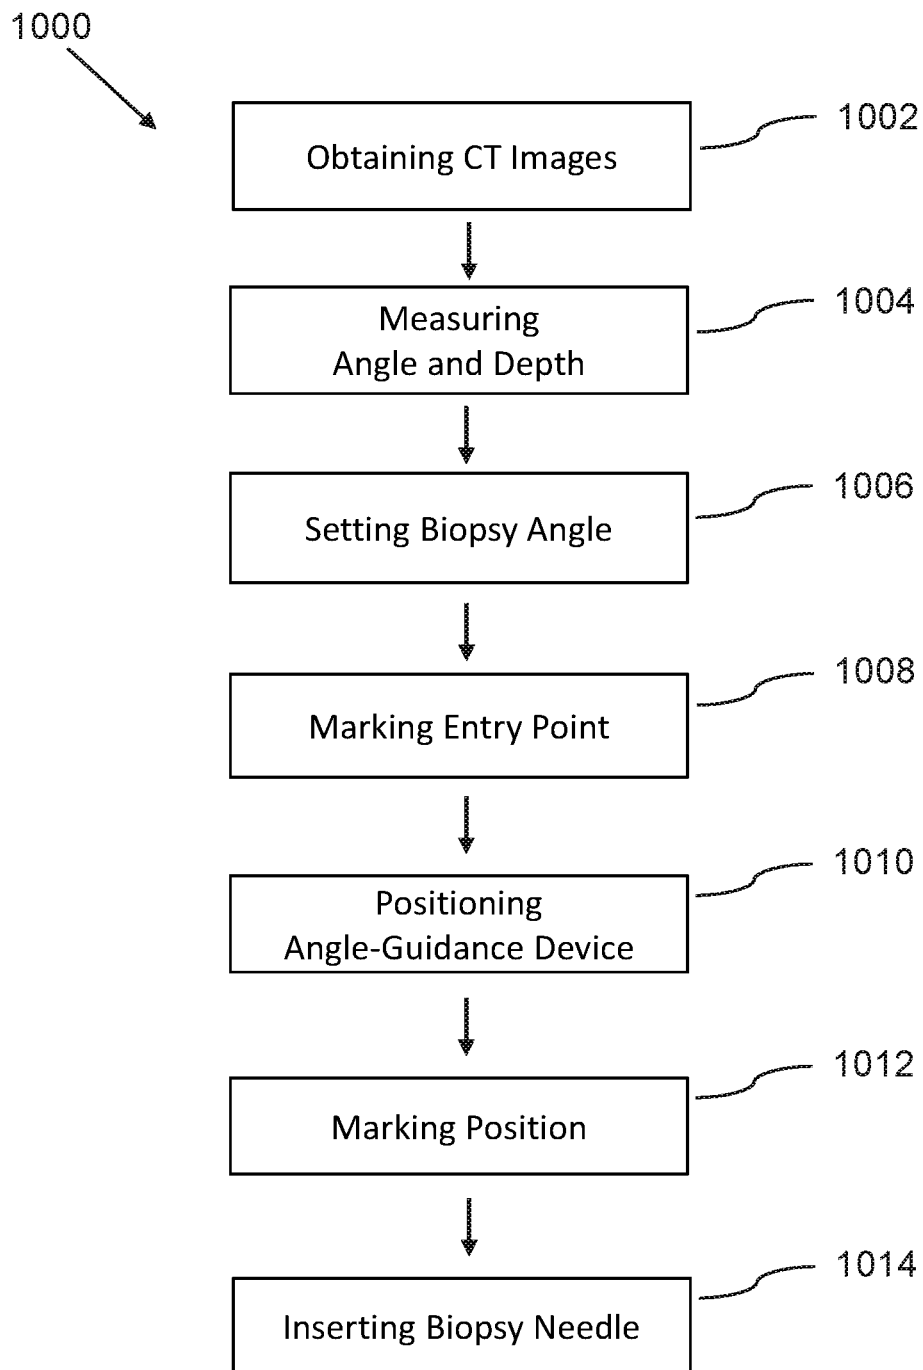 1000
1002
Obtaining CT Images
1004
Measuring
Angle and Depth
1006
Setting Biopsy Angle
1008
Marking Entry Point
1010
Positioning
Angle-Guidance Device
1012
Marking Position
1014
Inserting Biopsy Needle